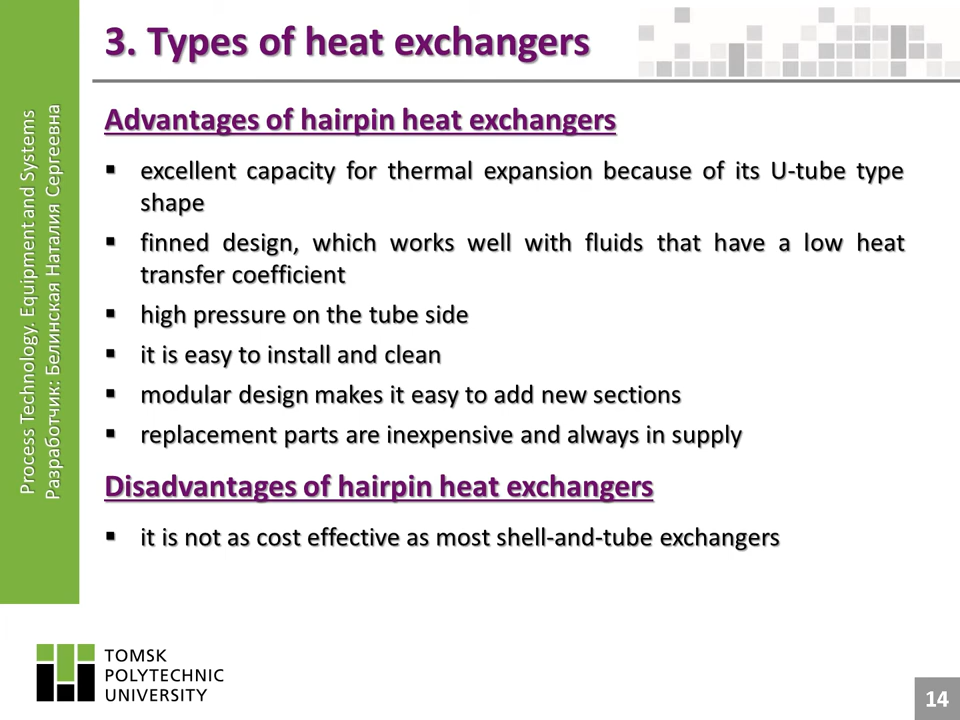 3. Types of heat exchangers
Process Technology. Equipment and Systems
Разработчик: Белинская Наталия Сергеевна
Advantages of hairpin heat exchangers
▪ excellent capacity for thermal expansion because of its U-tube type
shape
▪ finned design, which works well with fluids that have a low heat
transfer coefficient
▪ high pressure on the tube side
▪ it is easy to install and clean
▪ modular design makes it easy to add new sections
▪ replacement parts are inexpensive and always in supply
Disadvantages of hairpin heat exchangers
▪ it is not as cost effective as most shell-and-tube exchangers
TOMSK
POLYTECHNIC
UNIVERSITY
14